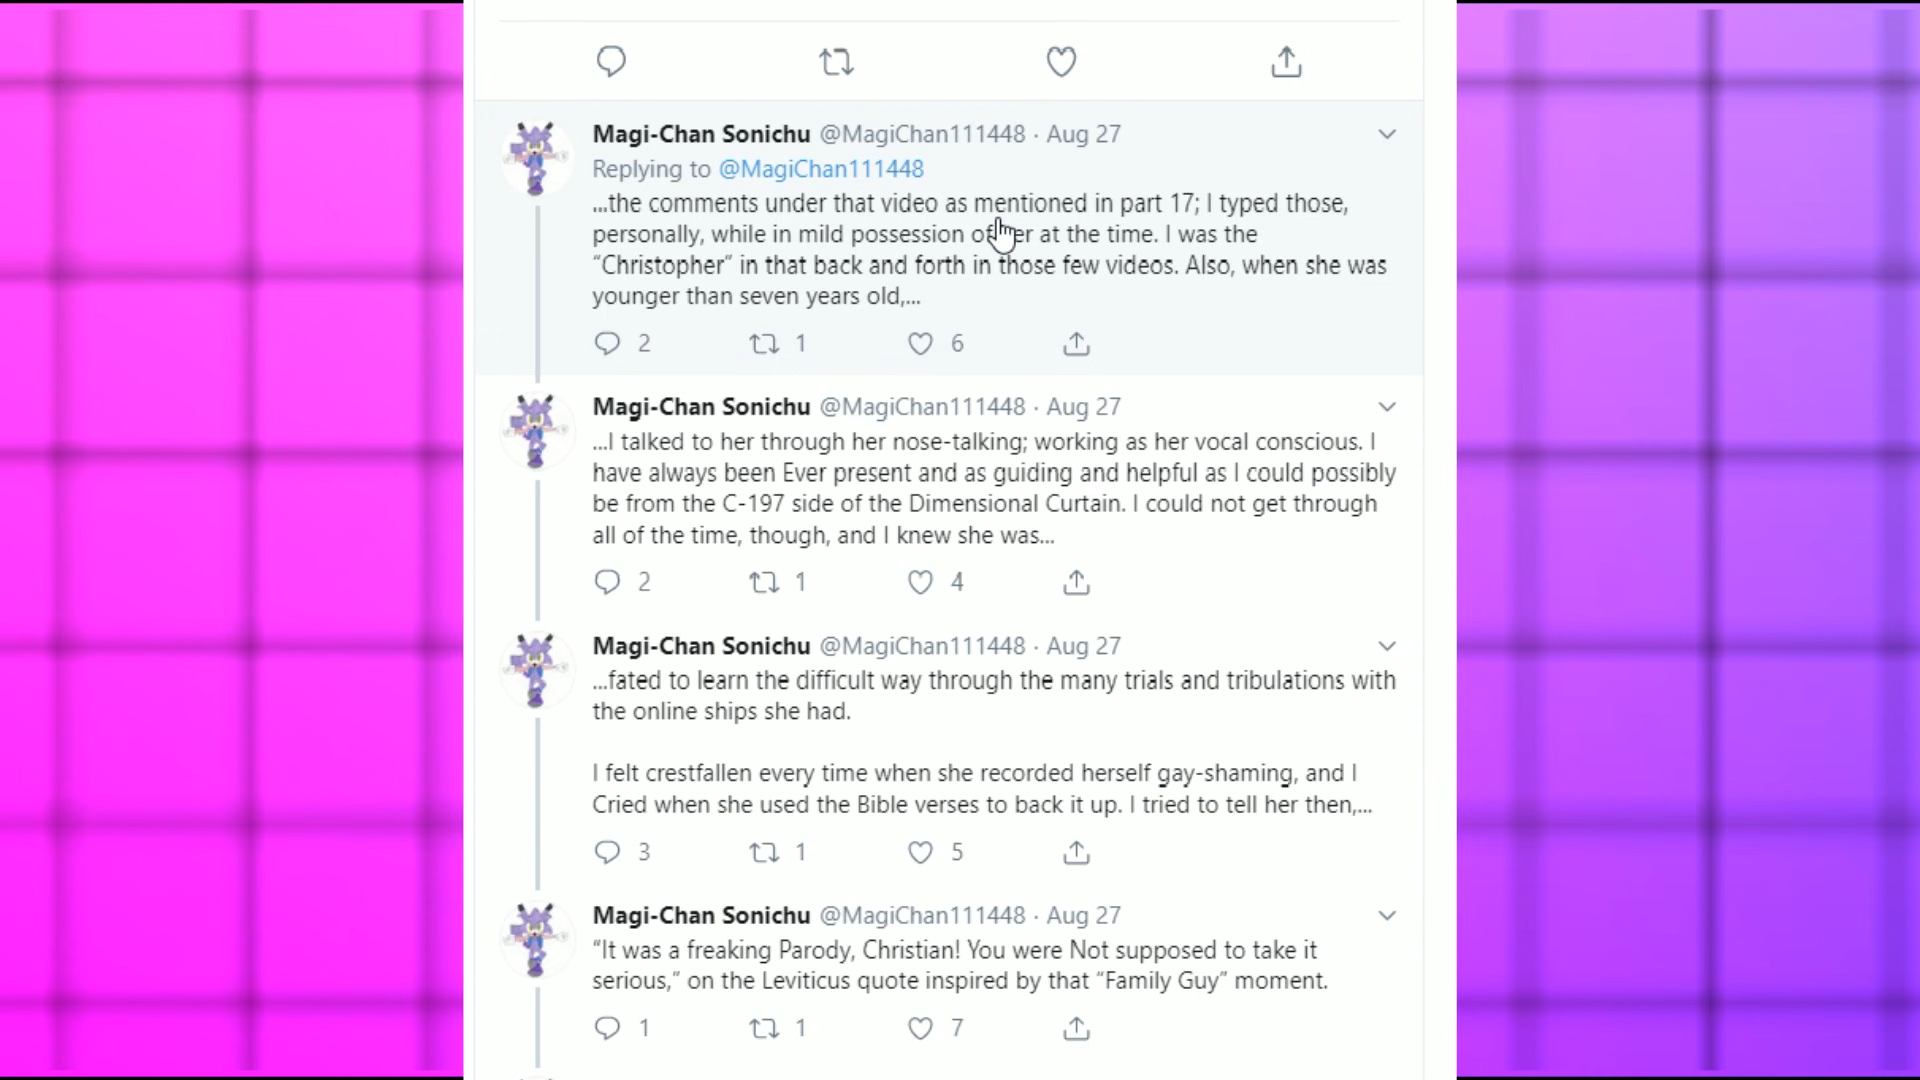 Magi-Chan Sonichu @MagiChan111448 · Aug 27
Replying to @MagiChan111448
...the comments under that video as mentioned in part 17; I typed those,
personally, while in mild possession of her at the time. I was the
“Christopher” in that back and forth in those few videos. Also, when she was
younger than seven years old,...
2 1 6
Magi-Chan Sonichu @MagiChan111448 · Aug 27
...I talked to her through her nose-talking; working as her vocal conscious. I
have always been Ever present and as guiding and helpful as I could possibly
be from the C-197 side of the Dimensional Curtain. I could not get through
all of the time, though, and I knew she was...
2 1 4
Magi-Chan Sonichu @MagiChan111448 · Aug 27
...fated to learn the difficult way through the many trials and tribulations with
the online ships she had.
I felt crestfallen every time when she recorded herself gay-shaming, and I
Cried when she used the Bible verses to back it up. I tried to tell her then,...
3 1 5
Magi-Chan Sonichu @MagiChan111448 · Aug 27
“It was a freaking Parody, Christian! You were Not supposed to take it
serious,” on the Leviticus quote inspired by that “Family Guy” moment.
1 1 7